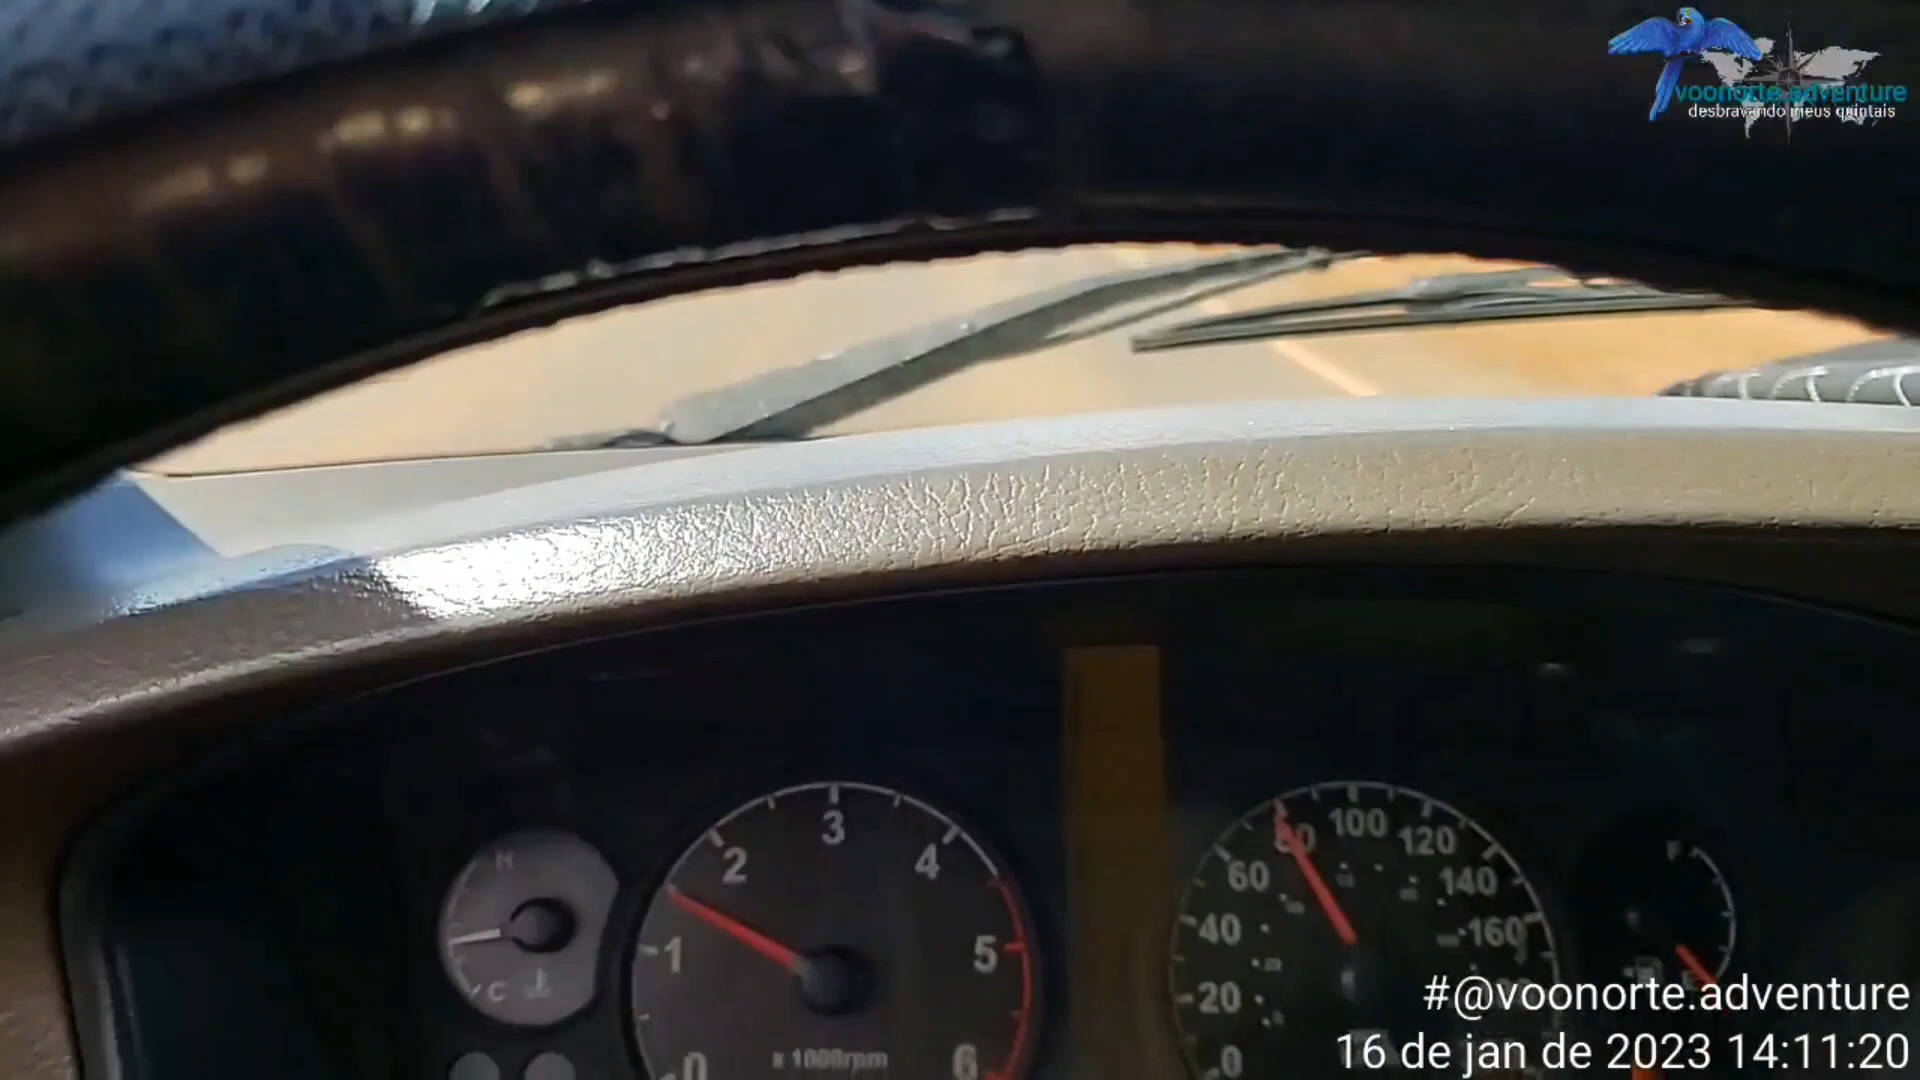 voonorte.adventure
desbravando meus quintais
H
C
0
1
2
3
4
5
6
x 1000rpm
0
20
40
60
80
100
120
140
160
F
E
#@voonorte.adventure
16 de jan de 2023 14:11:20